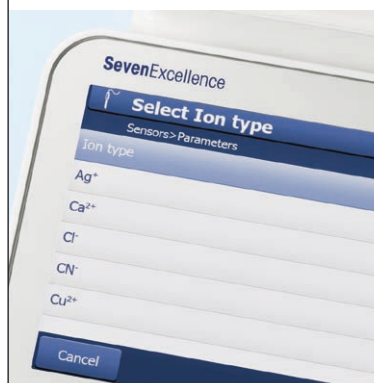 SevenExcellence
Select Ion type
Sensors>Parameters
Ion type
Ag⁺
Ca²⁺
Cl⁻
CN⁻
Cu²⁺
Cancel